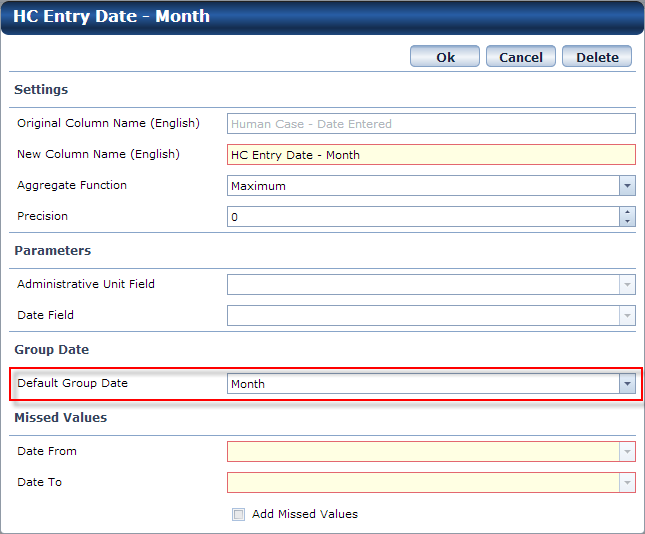 HC Entry Date - Month
Ok Cancel Delete
Settings
Original Column Name (English) Human Case - Date Entered
New Column Name (English) HC Entry Date - Month
Aggregate Function Maximum
Precision 0
Parameters
Administrative Unit Field
Date Field
Group Date
Default Group Date Month
Missed Values
Date From
Date To
Add Missed Values